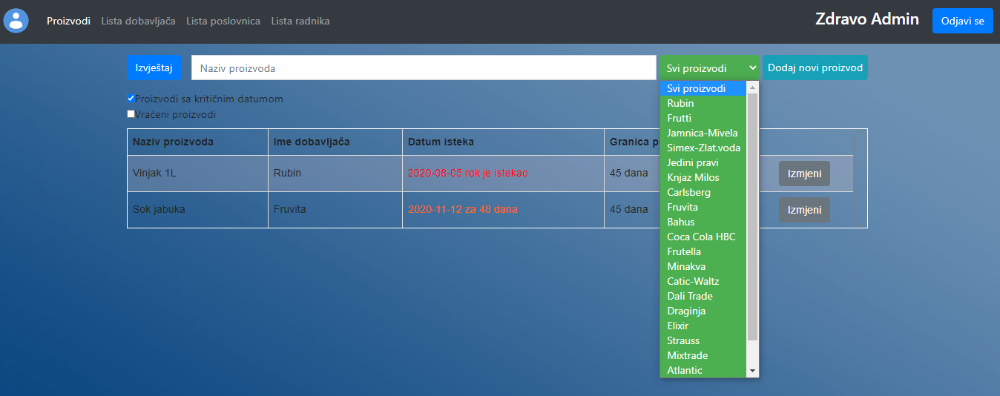 Proizvodi Lista dobavljača Lista poslovnica Lista radnika Zdravo Admin Odjavi se
Izvještaj Naziv proizvoda Svi proizvodi Dodaj novi proizvod
Proizvodi sa kritičnim datumom
Vraćeni proizvodi
Naziv proizvoda Ime dobavljača Datum isteka Granica
Vinjak 1L Rubin 2020-08-05 rok je istekao 45 dana Izmjeni
Sok jabuka Fruvita 2020-11-12 za 48 dana 45 dana Izmjeni
Svi proizvodi
Rubin
Frutti
Jamnica-Mivela
Simex-Zlat.voda
Jedini pravi
Knjaz Milos
Carlsberg
Fruvita
Bahus
Coca Cola HBC
Frutella
Minakva
Catic-Waltz
Dali Trade
Draginja
Elixir
Strauss
Mixtrade
Atlantic